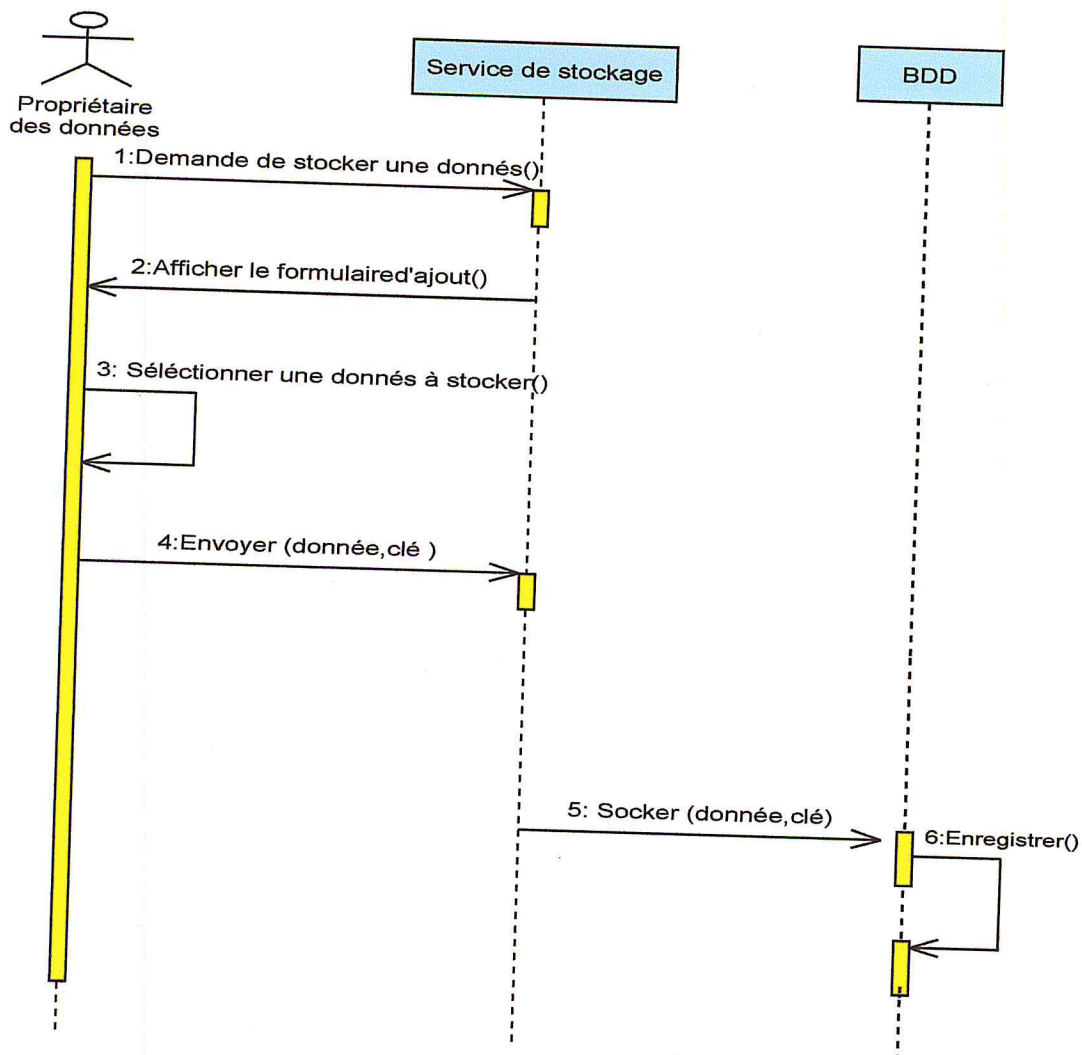 Propriétaire
des données
Service de stockage
BDD
1:Demande de stocker une donnés()
2:Afficher le formulaired'ajout()
3: Séléctionner une donnés à stocker()
4:Envoyer (donnée,clé )
5: Socker (donnée,clé)
6:Enregistrer()